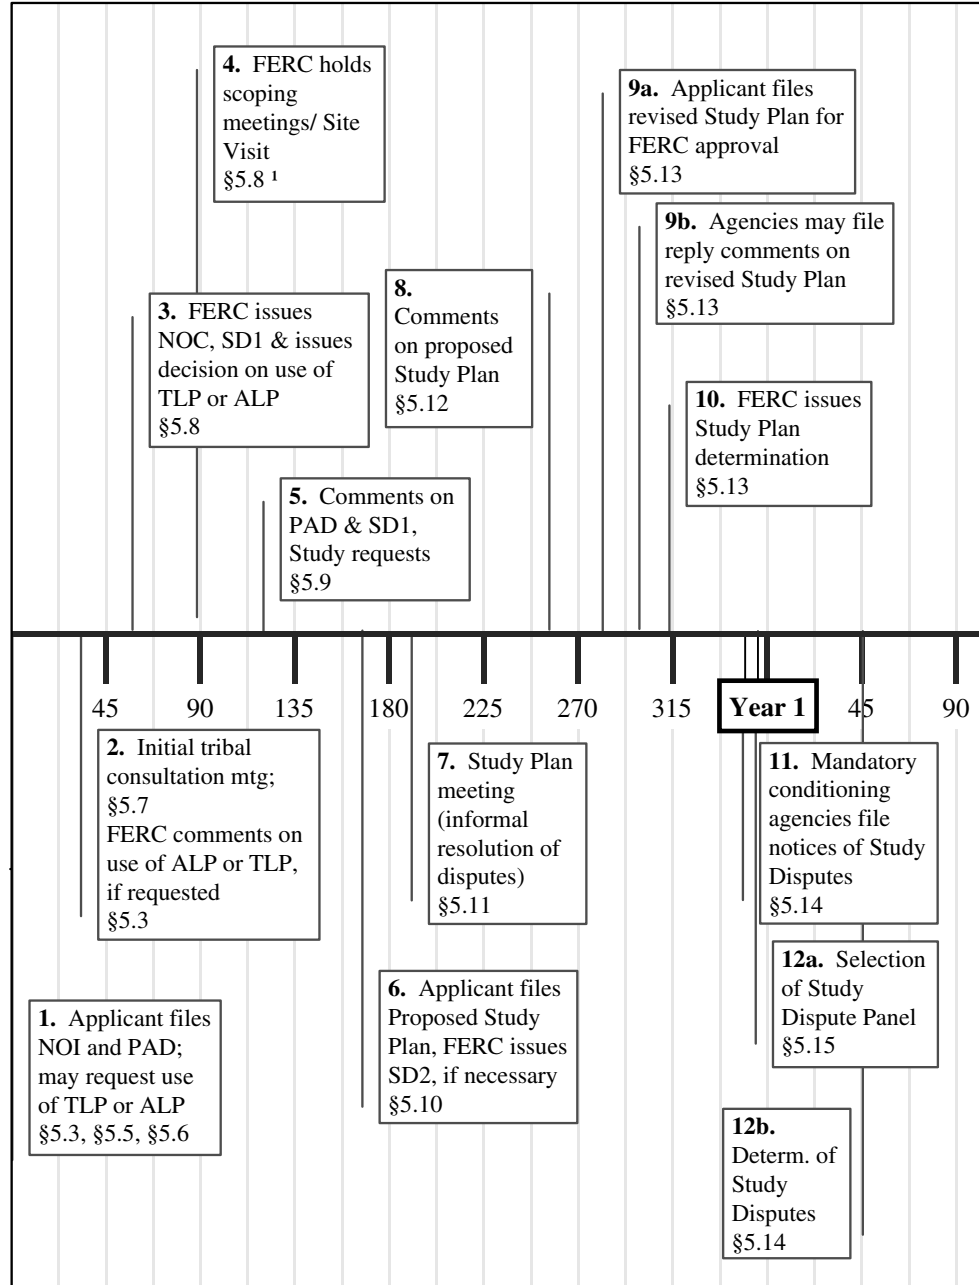 4. FERC holds
scoping
meetings/ Site
Visit
§5.8 ¹
9a. Applicant files
revised Study Plan for
FERC approval
§5.13
9b. Agencies may file
reply comments on
revised Study Plan
§5.13
3. FERC issues
NOC, SD1 & issues
decision on use of
TLP or ALP
§5.8
8.
Comments
on proposed
Study Plan
§5.12
10. FERC issues
Study Plan
determination
§5.13
5. Comments on
PAD & SD1,
Study requests
§5.9
45 90 135 180 225 270 315 Year 1 45 90
2. Initial tribal
consultation mtg;
§5.7
FERC comments on
use of ALP or TLP,
if requested
§5.3
7. Study Plan
meeting
(informal
resolution of
disputes)
§5.11
11. Mandatory
conditioning
agencies file
notices of Study
Disputes
§5.14
12a. Selection
of Study
Dispute Panel
§5.15
1. Applicant files
NOI and PAD;
may request use
of TLP or ALP
§5.3, §5.5, §5.6
6. Applicant files
Proposed Study
Plan, FERC issues
SD2, if necessary
§5.10
12b.
Determ. of
Study
Disputes
§5.14